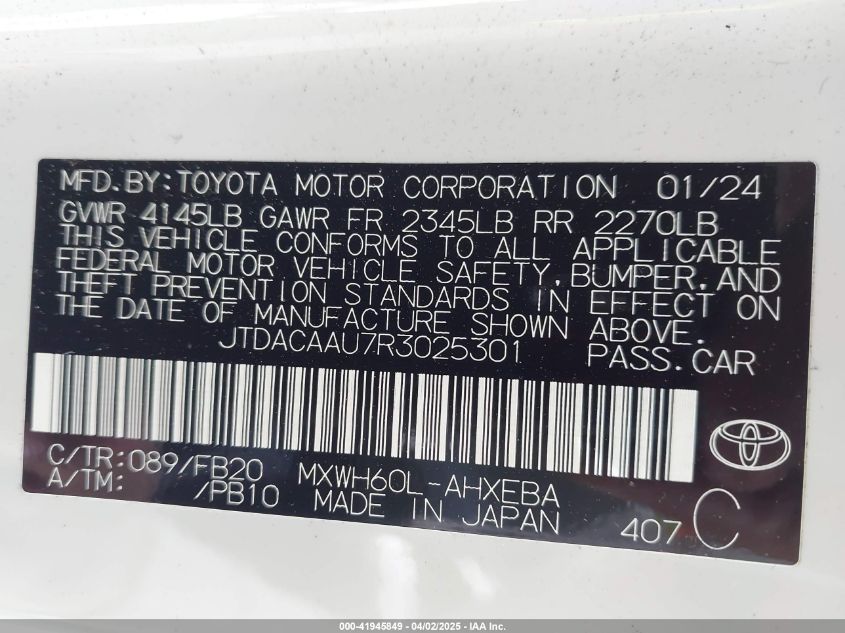 MFD.BY:TOYOTA MOTOR CORPORATION 01/24
GVWR 4145LB GAWR FR 2345LB RR 2270LB
THIS VEHICLE CONFORMS TO ALL APPLICABLE
FEDERAL MOTOR VEHICLE SAFETY,BUMPER,AND
THEFT PREVENTION STANDARDS IN EFFECT ON
THE DATE OF MANUFACTURE SHOWN ABOVE.
JTDACAAU7R3025301 PASS.CAR
C/TR:089/FB20 MXWH60L-AHXEBA
A/TM: /PB10 MADE IN JAPAN 407 C
000-41945849 - 04/02/2025 - IAA Inc.